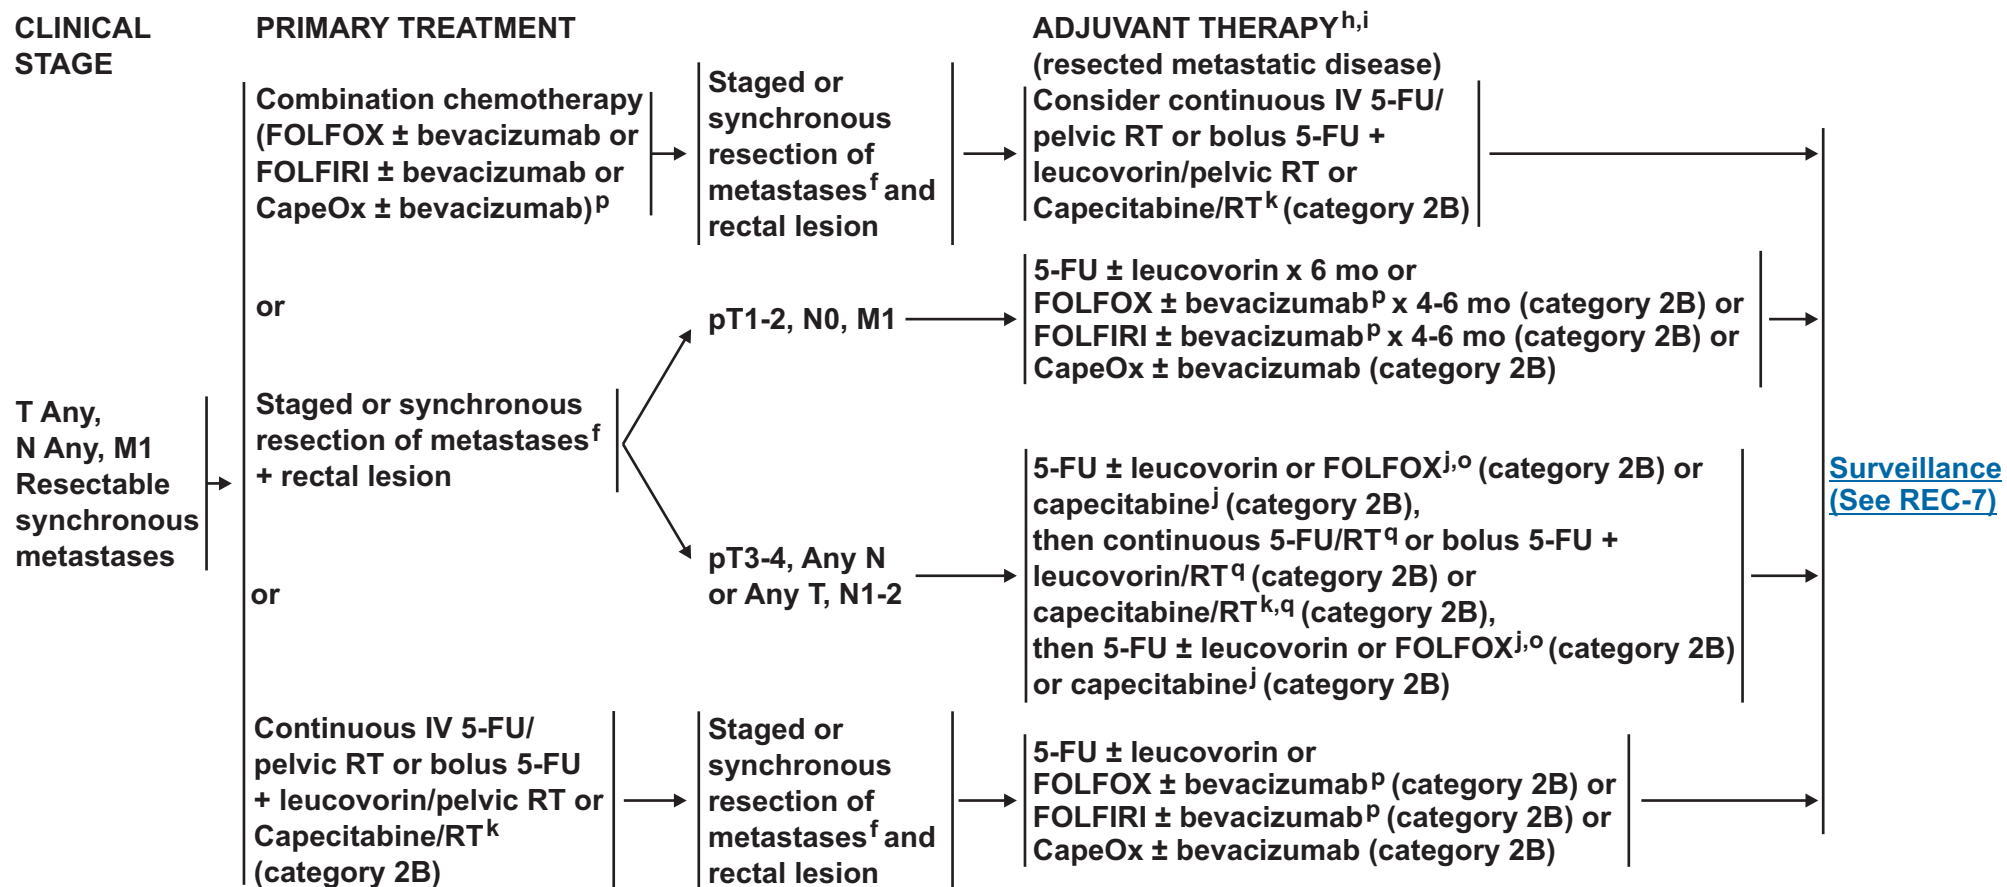 CLINICAL
STAGE
PRIMARY TREATMENT
ADJUVANT THERAPYh,i
(resected metastatic disease)
T Any,
N Any, M1
Resectable
synchronous
metastases
Combination chemotherapy
(FOLFOX ± bevacizumab or
FOLFIRI ± bevacizumab or
CapeOx ± bevacizumab)p
Staged or
synchronous
resection of
metastasesf and
rectal lesion
Consider continuous IV 5-FU/
pelvic RT or bolus 5-FU +
leucovorin/pelvic RT or
Capecitabine/RTk (category 2B)
or
Staged or synchronous
resection of metastasesf
+ rectal lesion
pT1-2, N0, M1
5-FU ± leucovorin x 6 mo or
FOLFOX ± bevacizumabp x 4-6 mo (category 2B) or
FOLFIRI ± bevacizumabp x 4-6 mo (category 2B) or
CapeOx ± bevacizumab (category 2B)
pT3-4, Any N
or Any T, N1-2
5-FU ± leucovorin or FOLFOXj,o (category 2B) or
capecitabinej (category 2B),
then continuous 5-FU/RTq or bolus 5-FU +
leucovorin/RTq (category 2B) or
capecitabine/RTk,q (category 2B),
then 5-FU ± leucovorin or FOLFOXj,o (category 2B)
or capecitabinej (category 2B)
or
Continuous IV 5-FU/
pelvic RT or bolus 5-FU
+ leucovorin/pelvic RT or
Capecitabine/RTk
(category 2B)
Staged or
synchronous
resection of
metastasesf and
rectal lesion
5-FU ± leucovorin or
FOLFOX ± bevacizumabp (category 2B) or
FOLFIRI ± bevacizumabp (category 2B) or
CapeOx ± bevacizumab (category 2B)
Surveillance
(See REC-7)